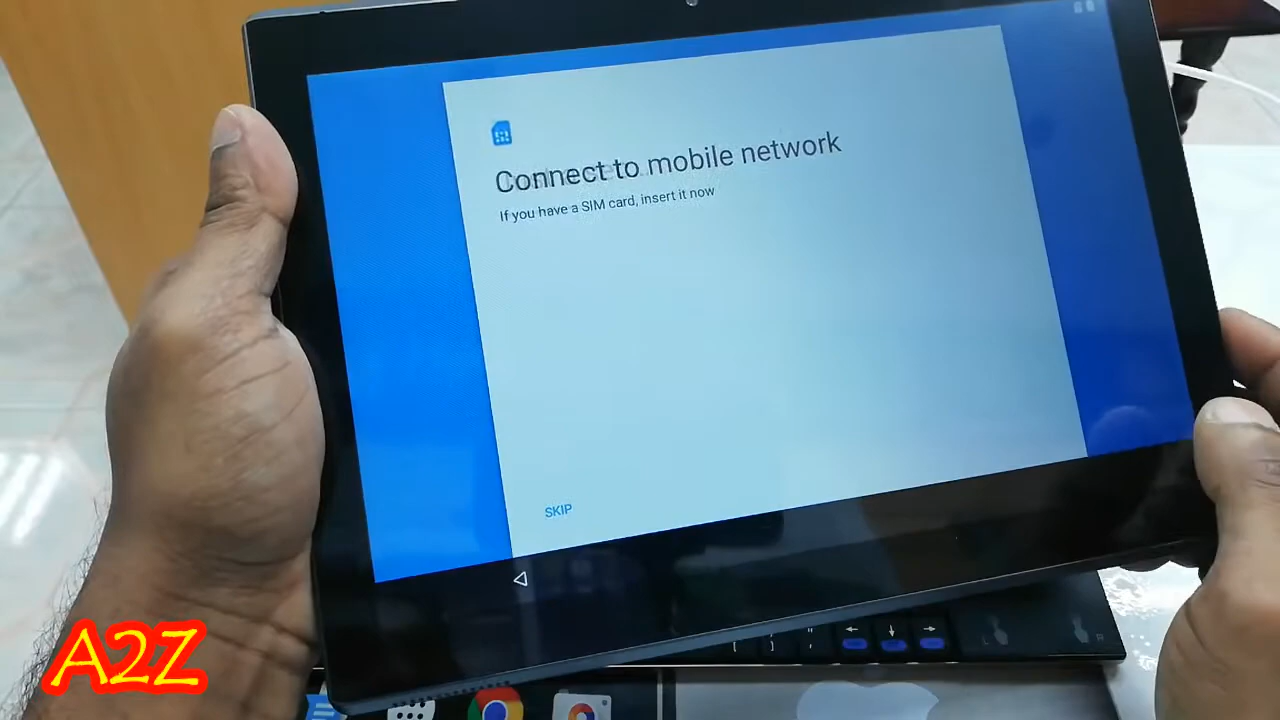 Connect to mobile network
If you have a SIM card, insert it now
SKIP
[ ] ' ← ↓ →
L R
A2Z